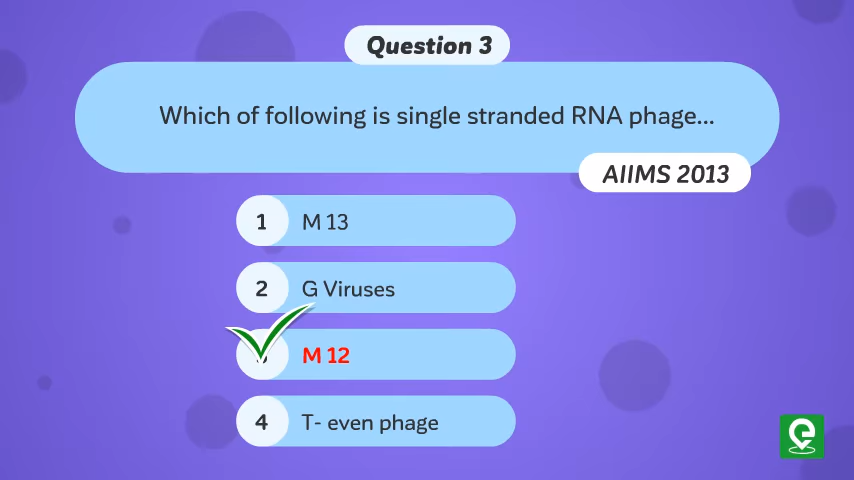 Question 3
Which of following is single stranded RNA phage...
AIIMS 2013
1 M 13
2 G Viruses
M 12
4 T- even phage